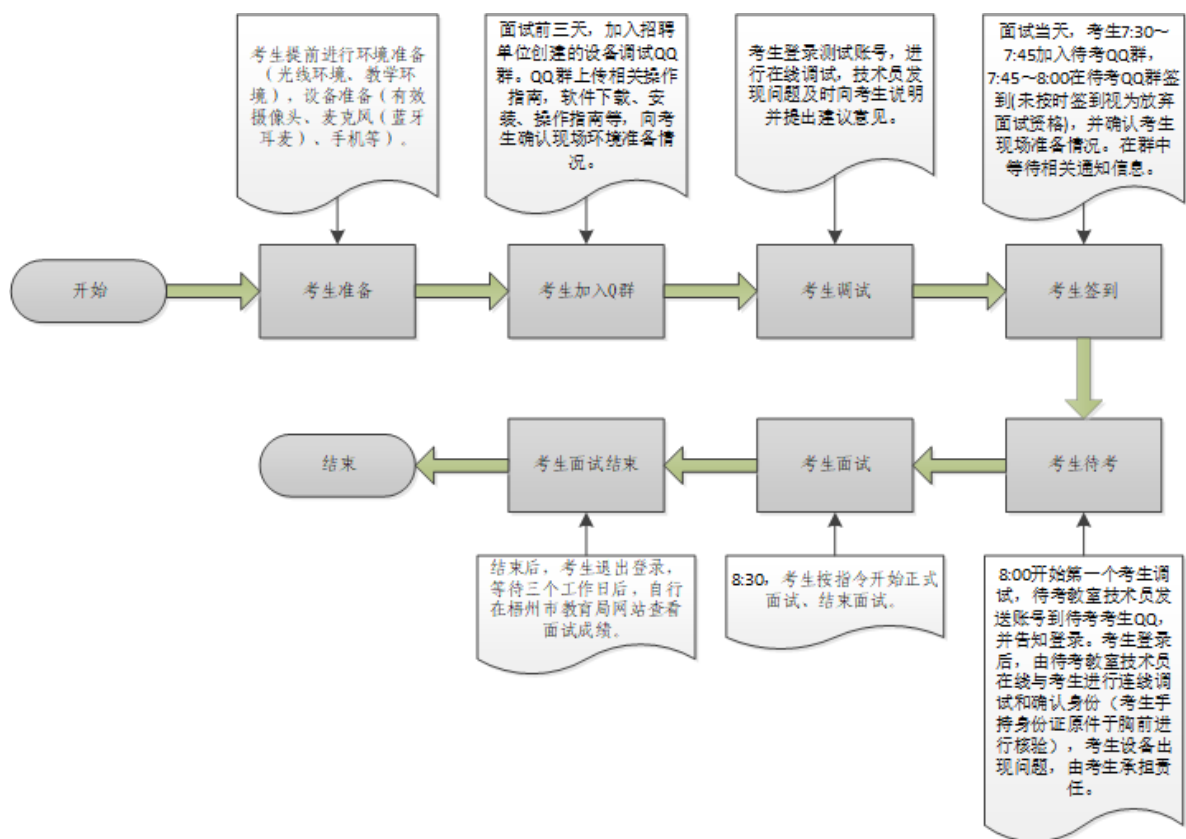 考生提前进行环境准备
（光线环境、教学环
境），设备准备（有效
摄像头、麦克风（蓝牙
耳麦）、手机等）。
面试前三天，加入招聘
单位创建的设备调试QQ
群。QQ群上传相关操作
指南，软件下载、安
装、操作指南等，向考
生确认现场环境准备情
况。
考生登录测试账号，进
行在线调试，技术员发
现问题及时向考生说明
并提出建议意见。
面试当天，考生7:30～
7:45加入待考QQ群，
7:45～8:00在待考QQ群签
到(未按时签到视为放弃
面试资格)，并确认考生
现场准备情况。在群中
等待相关通知信息。
开始
考生准备
考生加入Q群
考生调试
考生签到
结束
考生面试结束
考生面试
考生待考
结束后，考生退出登录，
等待三个工作日后，自行
在梧州市教育局网站查看
面试成绩。
8:30，考生按指令开始正式
面试、结束面试。
8:00开始第一个考生调
试，待考教室技术员发
送账号到待考考生QQ，
并告知登录。考生登录
后，由待考教室技术员
在线与考生进行连线调
试和确认身份（考生手
持身份证原件于胸前进
行核验），考生设备出
现问题，由考生承担责
任。